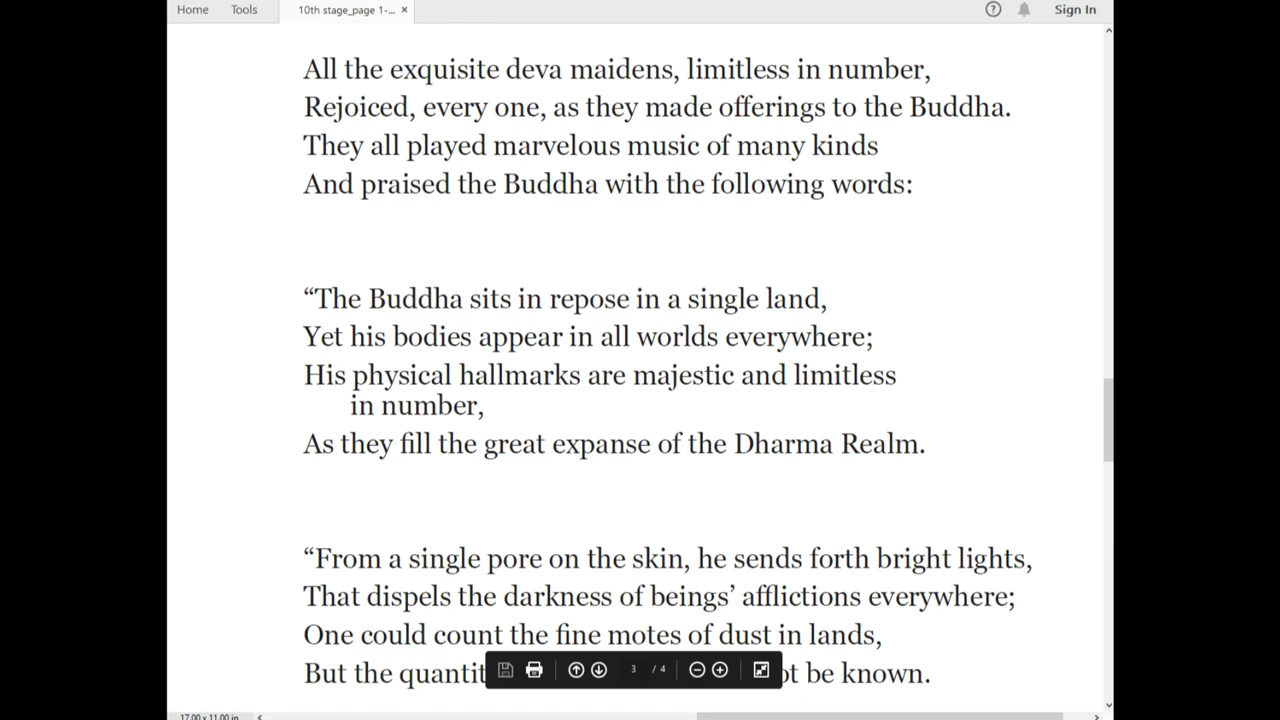 Home Tools 10th stage_page 1-... × ? Sign In
All the exquisite deva maidens, limitless in number,
Rejoiced, every one, as they made offerings to the Buddha.
They all played marvelous music of many kinds
And praised the Buddha with the following words:
“The Buddha sits in repose in a single land,
Yet his bodies appear in all worlds everywhere;
His physical hallmarks are majestic and limitless
in number,
As they fill the great expanse of the Dharma Realm.
“From a single pore on the skin, he sends forth bright lights,
That dispels the darkness of beings’ afflictions everywhere;
One could count the fine motes of dust in lands,
But the be known.
3 / 4
17.00 x 11.00 in